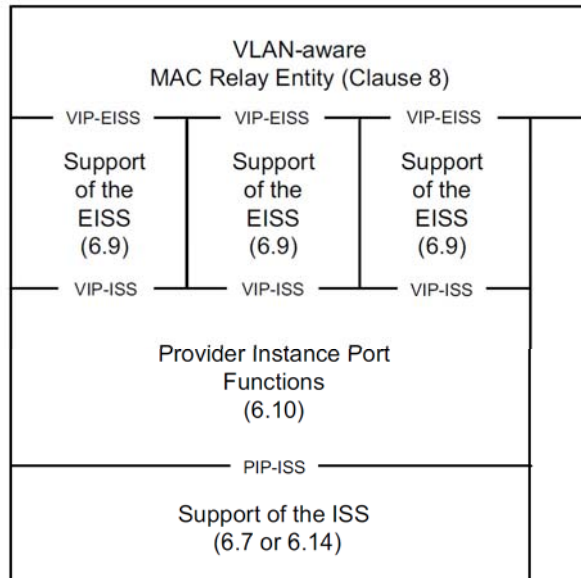 VLAN-aware
MAC Relay Entity (Clause 8)
VIP-EISS VIP-EISS VIP-EISS
Support Support Support
of the of the of the
EISS EISS EISS
(6.9) (6.9) (6.9)
VIP-ISS VIP-ISS VIP-ISS
Provider Instance Port
Functions
(6.10)
PIP-ISS
Support of the ISS
(6.7 or 6.14)